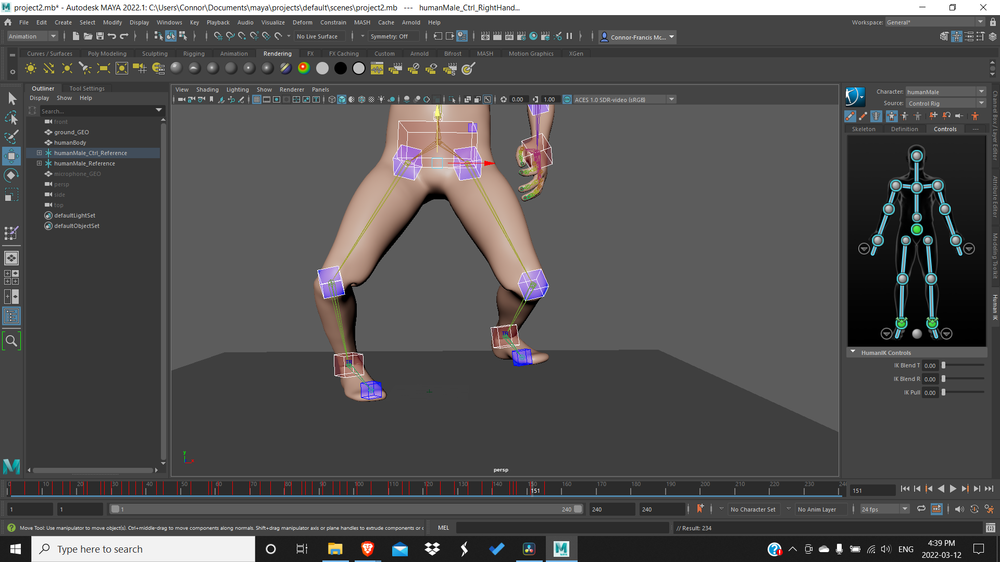 project2.mb* - Autodesk MAYA 2022.1: C:\Users\Connor\Documents\maya\projects\default\scenes\project2.mb --- humanMale_Ctrl_RightHand...
File Edit Create Select Modify Display Windows Key Playback Audio Visualize Deform Constrain MASH Cache Arnold Help
Workspace: General*
Animation No Live Surface Symmetry: Off IPR Connor-Francis Mc...
Curves / Surfaces Poly Modeling Sculpting Rigging Animation Rendering FX FX Caching Custom Arnold Bifrost MASH Motion Graphics XGen
Outliner Tool Settings
Display Show Help
Search...
front
ground_GEO
humanBody
humanMale_Ctrl_Reference
humanMale_Reference
microphone_GEO
persp
side
top
defaultLightSet
defaultObjectSet
View Shading Lighting Show Renderer Panels
0.00 1.00 ON ACES 1.0 SDR-video (sRGB)
TR
TR
y
persp
Character: humanMale
Source: Control Rig
Skeleton Definition Controls ---
HumanIK Controls
IK Blend T 0.00
IK Blend R 0.00
IK Pull 0.00
Channel Box / Layer Editor
Attribute Editor
Modeling Toolkit
Human IK
0 10 20 30 40 50 60 70 80 90 100 110 120 130 140 150 160 170 180 190 200 210 220 230 240
151
151
1 1 1 240 240 240 No Character Set No Anim Layer 24 fps
Move Tool: Use manipulator to move object(s). Ctrl+middle-drag to move components along normals. Shift+drag manipulator axis or plane handles to extrude components or
MEL
// Result: 234
Type here to search
MAYA
ENG
4:39 PM
2022-03-12